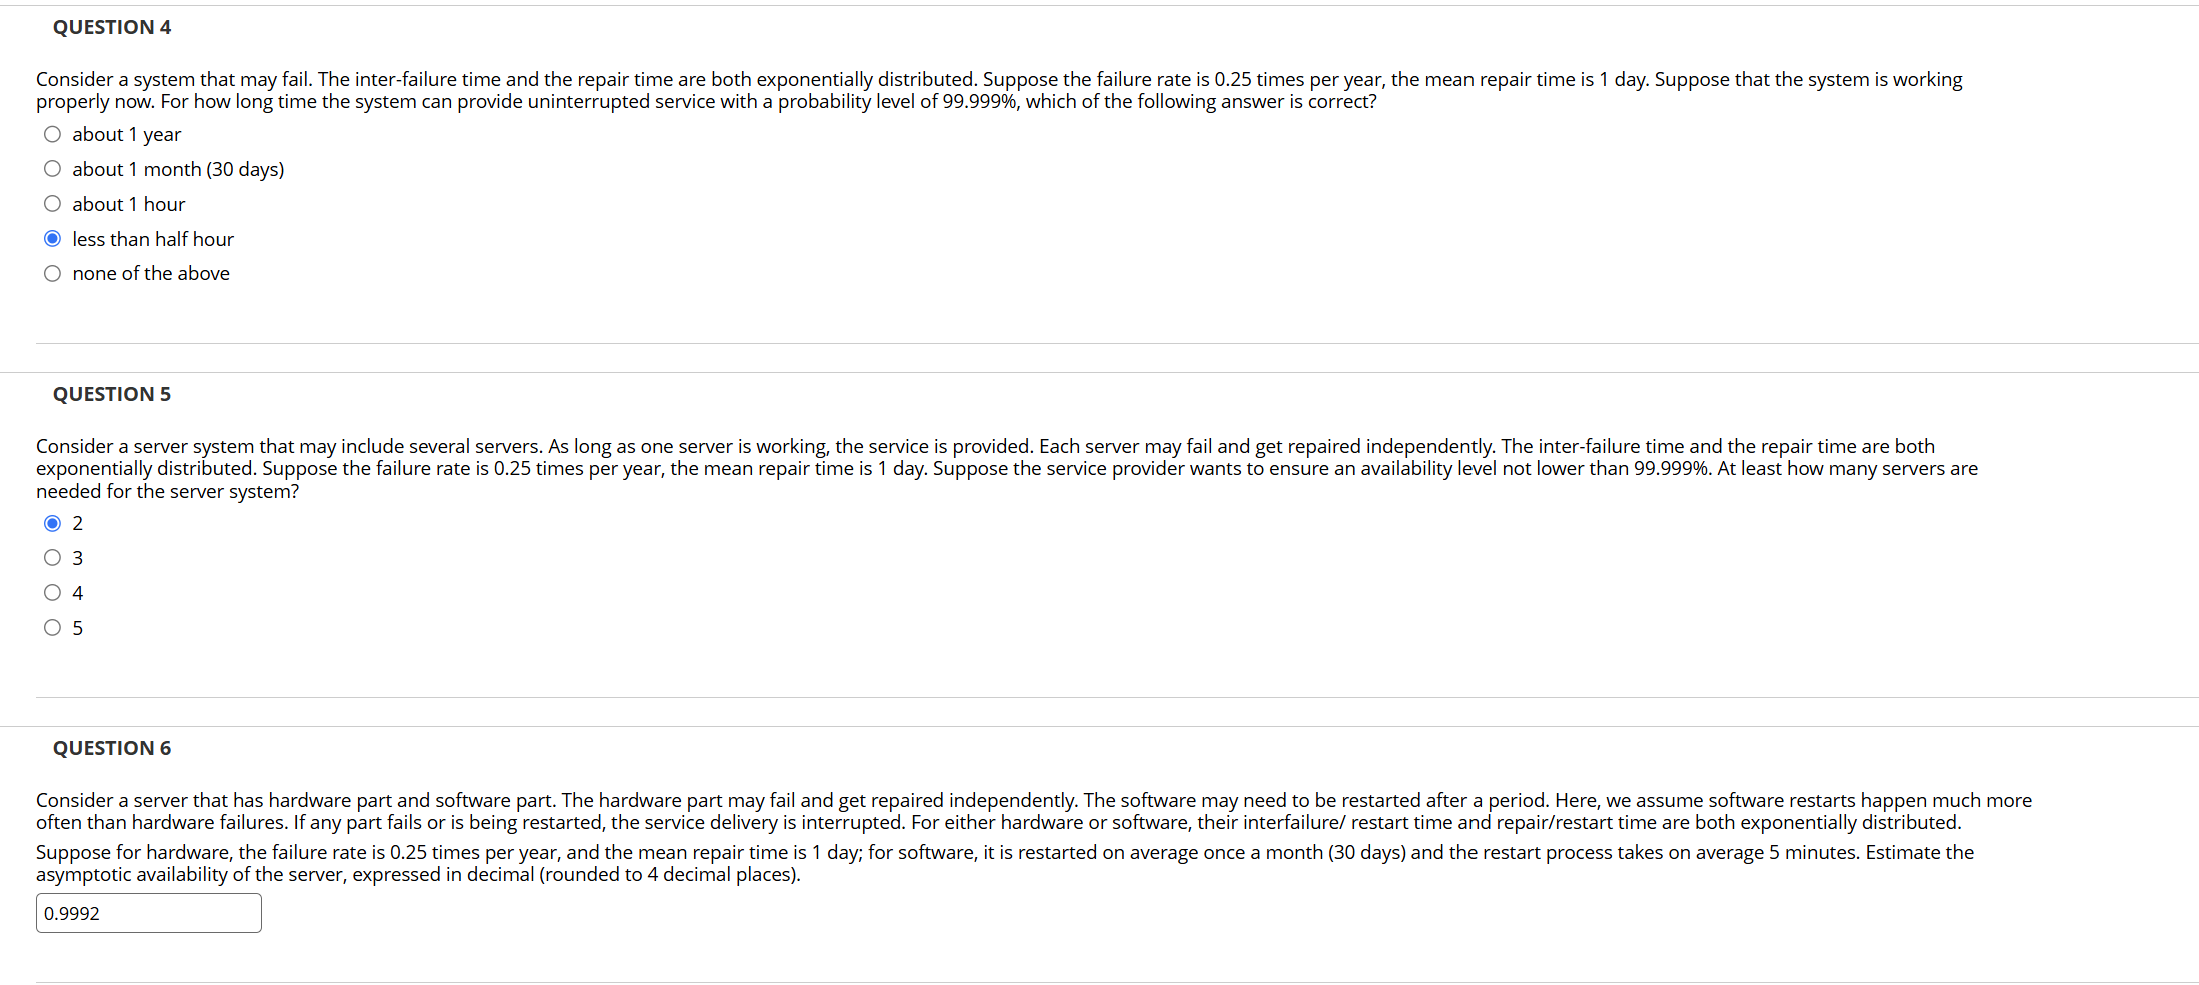 QUESTION 4
Consider a system that may fail. The inter-failure time and the repair time are both exponentially distributed. Suppose the failure rate is 0.25 times per year, the mean repair time is 1 day. Suppose that the system is working
properly now. For how long time the system can provide uninterrupted service with a probability level of 99.999%, which of the following answer is correct?
about 1 year
about 1 month (30 days)
about 1 hour
less than half hour
none of the above
QUESTION 5
Consider a server system that may include several servers. As long as one server is working, the service is provided. Each server may fail and get repaired independently. The inter-failure time and the repair time are both
exponentially distributed. Suppose the failure rate is 0.25 times per year, the mean repair time is 1 day. Suppose the service provider wants to ensure an availability level not lower than 99.999%. At least how many servers are
needed for the server system?
2
3
4
5
QUESTION 6
Consider a server that has hardware part and software part. The hardware part may fail and get repaired independently. The software may need to be restarted after a period. Here, we assume software restarts happen much more
often than hardware failures. If any part fails or is being restarted, the service delivery is interrupted. For either hardware or software, their interfailure/ restart time and repair/restart time are both exponentially distributed.
Suppose for hardware, the failure rate is 0.25 times per year, and the mean repair time is 1 day; for software, it is restarted on average once a month (30 days) and the restart process takes on average 5 minutes. Estimate the
asymptotic availability of the server, expressed in decimal (rounded to 4 decimal places).
0.9992